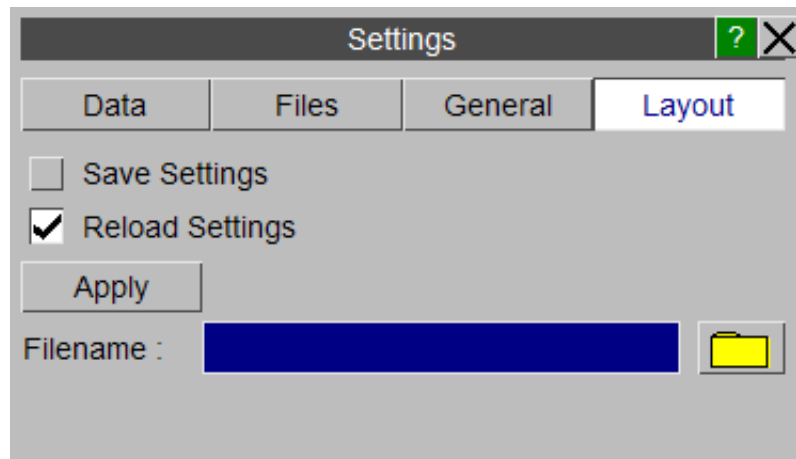 Settings ?
Data Files General Layout
Save Settings
Reload Settings
Apply
Filename :